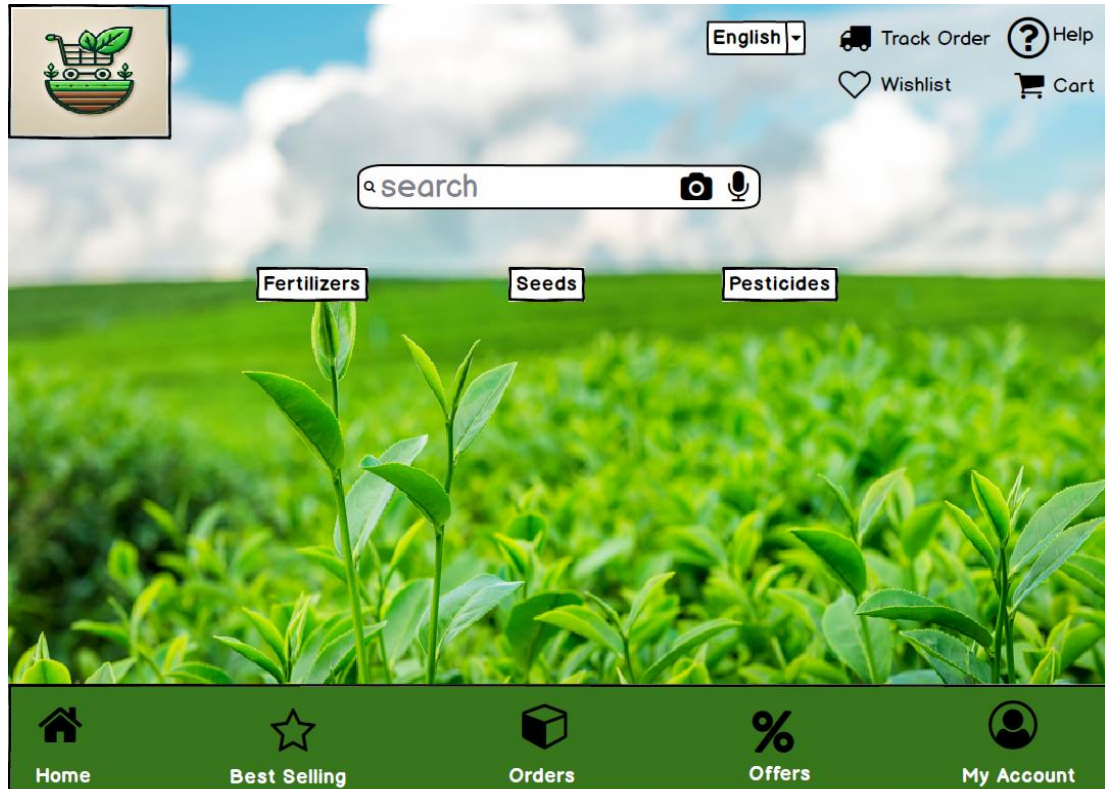 English
Track Order
Help
Wishlist
Cart
search
Fertilizers
Seeds
Pesticides
Home
Best Selling
Orders
Offers
My Account